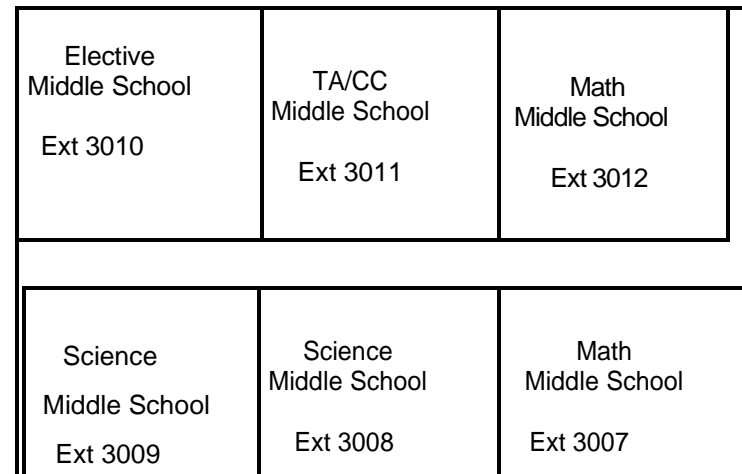 Elective
Middle School
Ext 3010
TA/CC
Middle School
Ext 3011
Math
Middle School
Ext 3012
Science
Middle School
Ext 3009
Science
Middle School
Ext 3008
Math
Middle School
Ext 3007